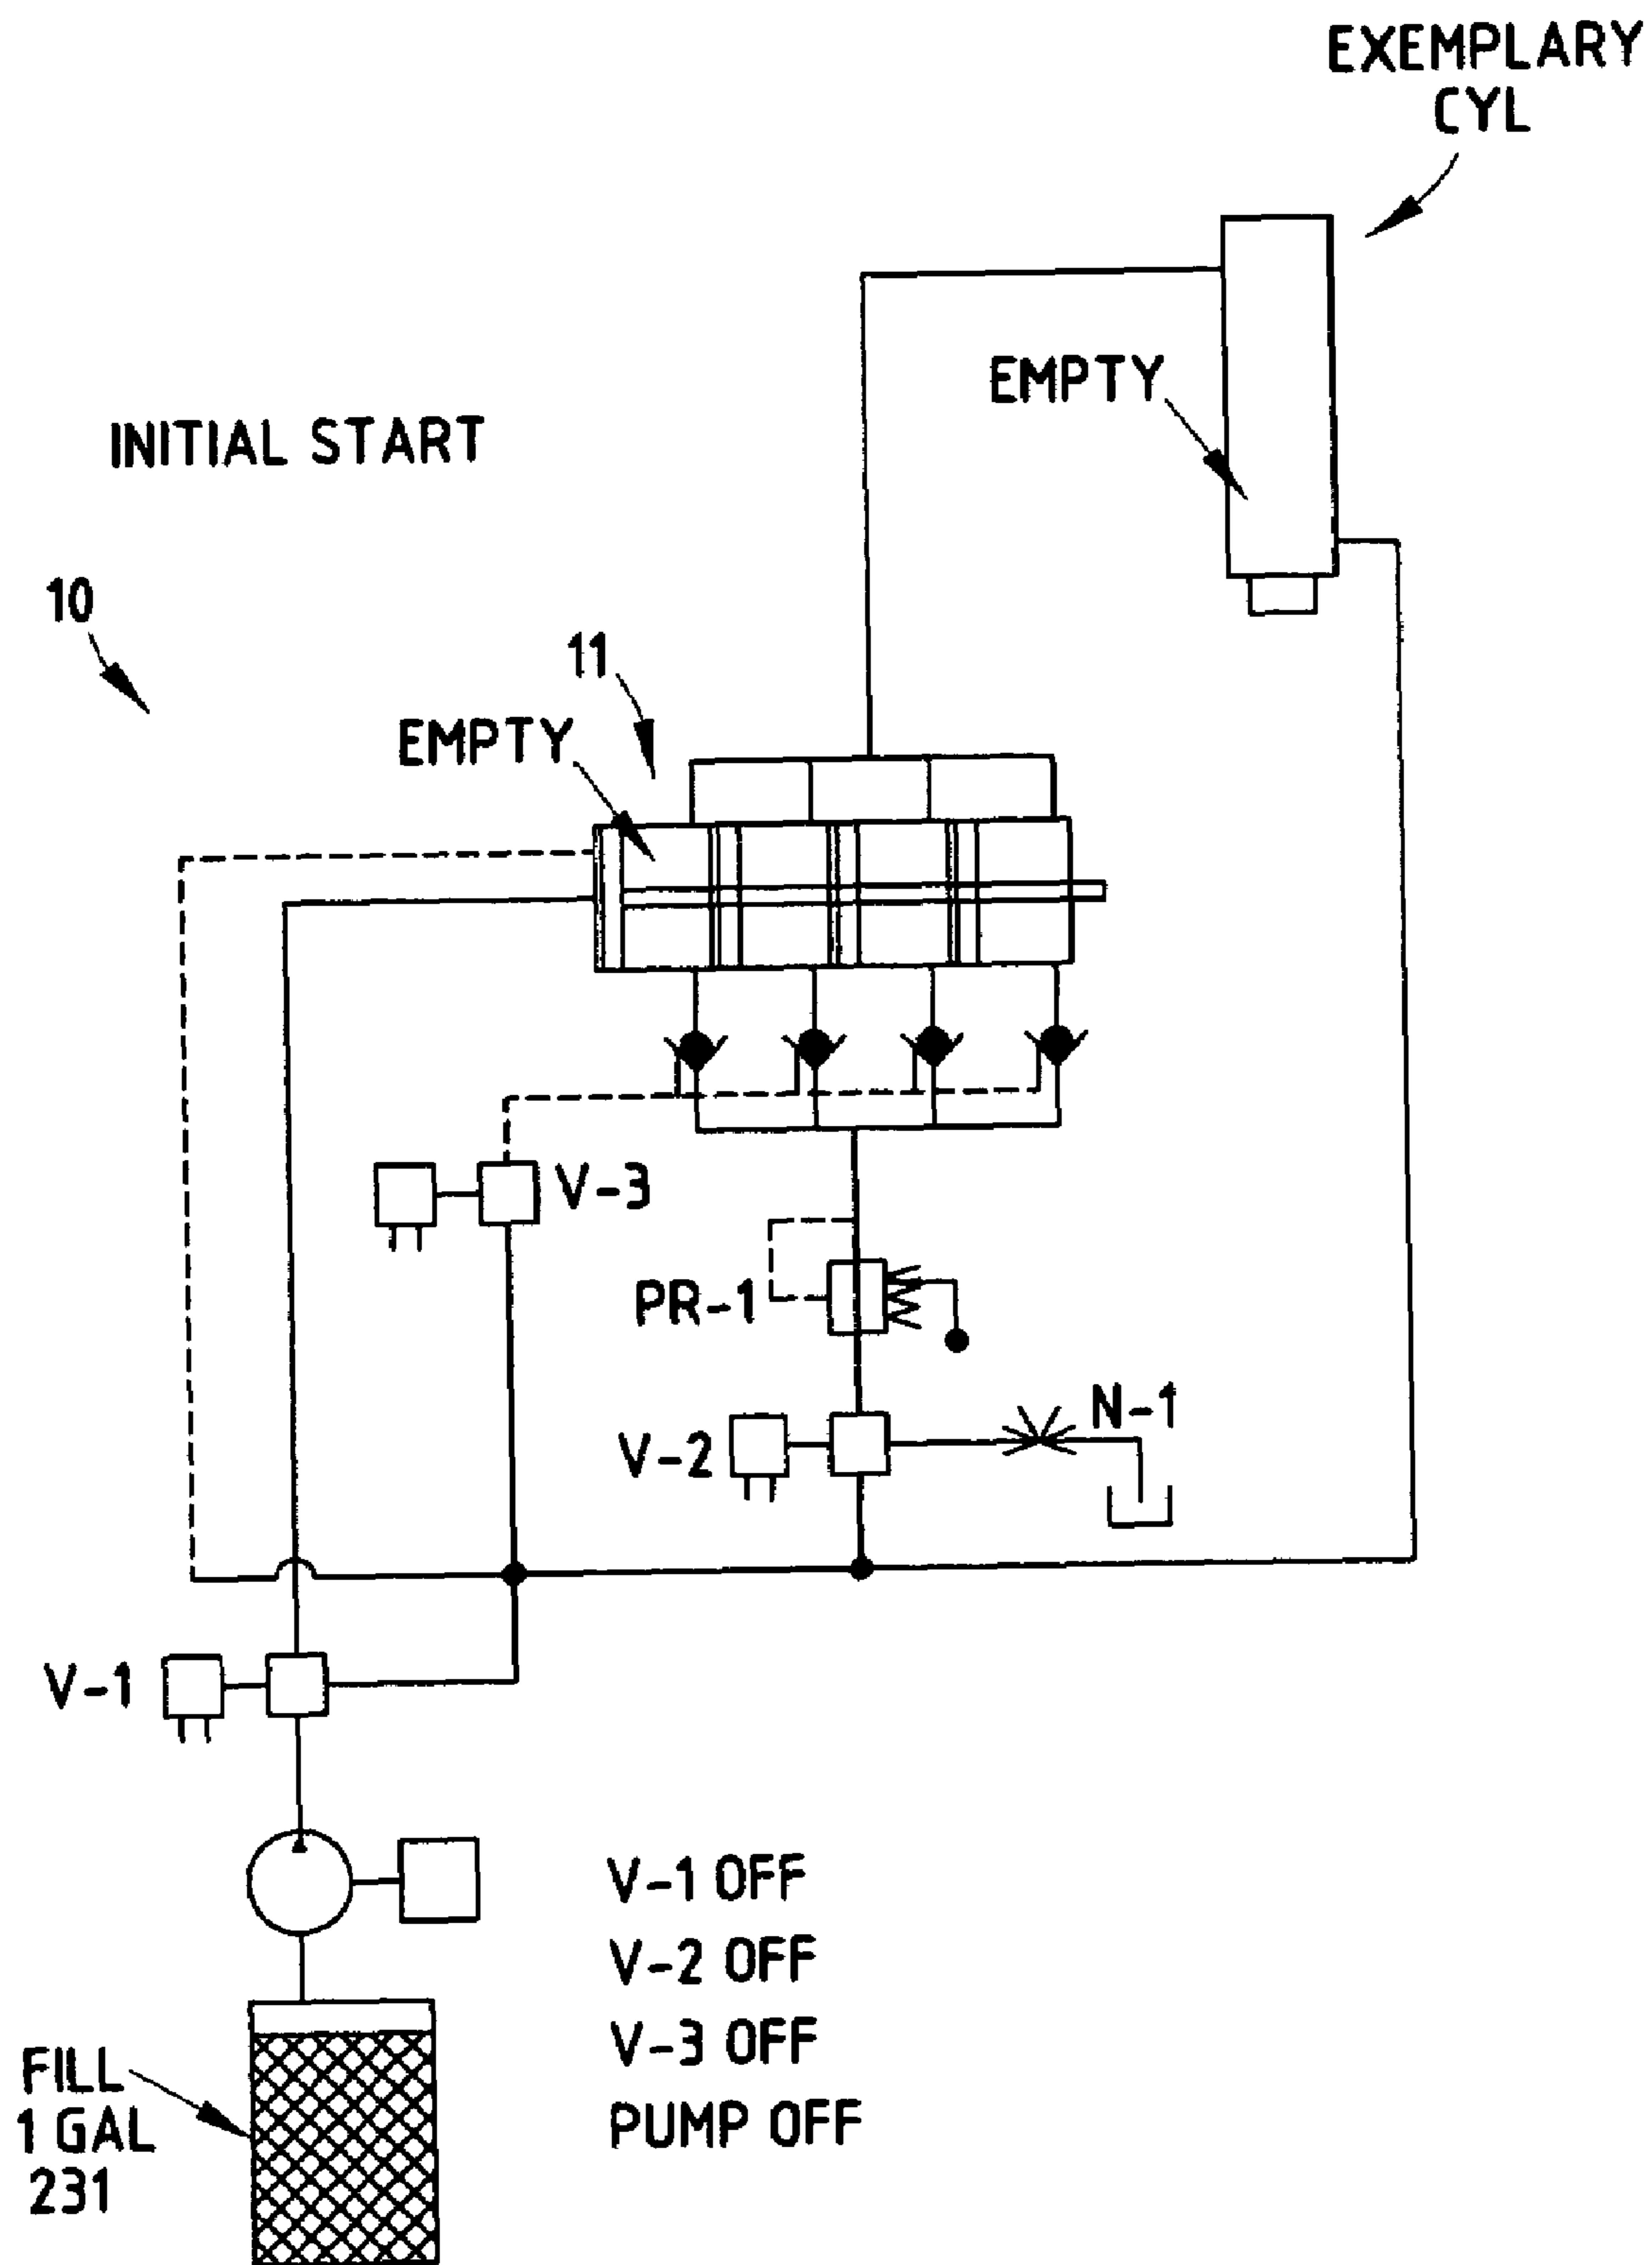 EXEMPLARY
CYL
EMPTY
INITIAL START
10
11
EMPTY
V-3
PR-1
N-1
V-2
V-1
V-1 OFF
V-2 OFF
V-3 OFF
PUMP OFF
FILL
1 GAL
231